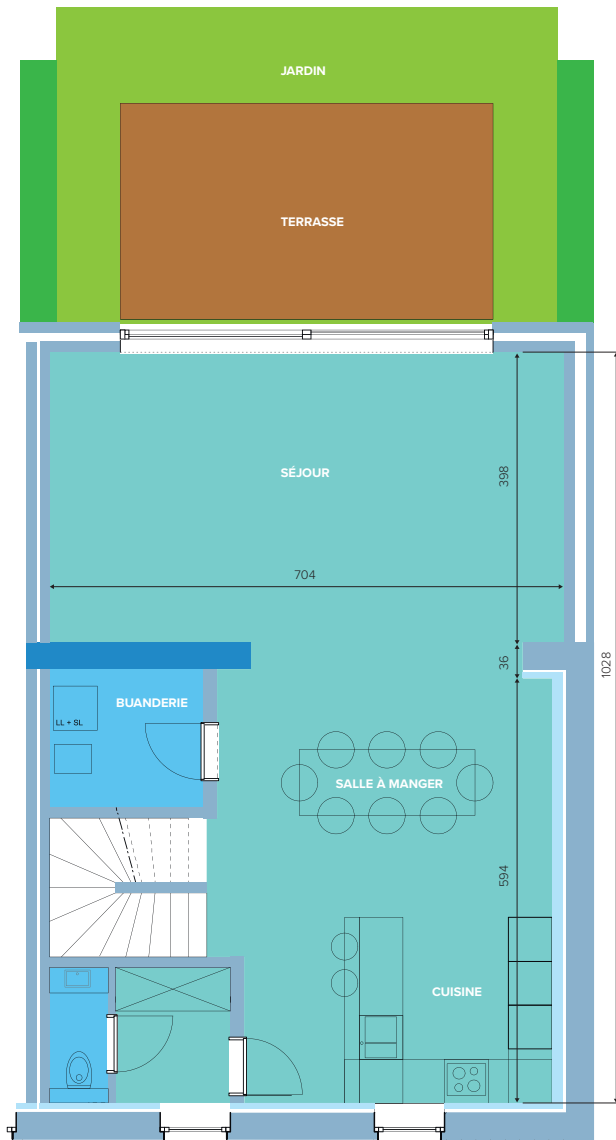 JARDIN
TERRASSE
SÉJOUR
398
704
36
1028
BUANDERIE
LL + SL
SALLE À MANGER
594
CUISINE